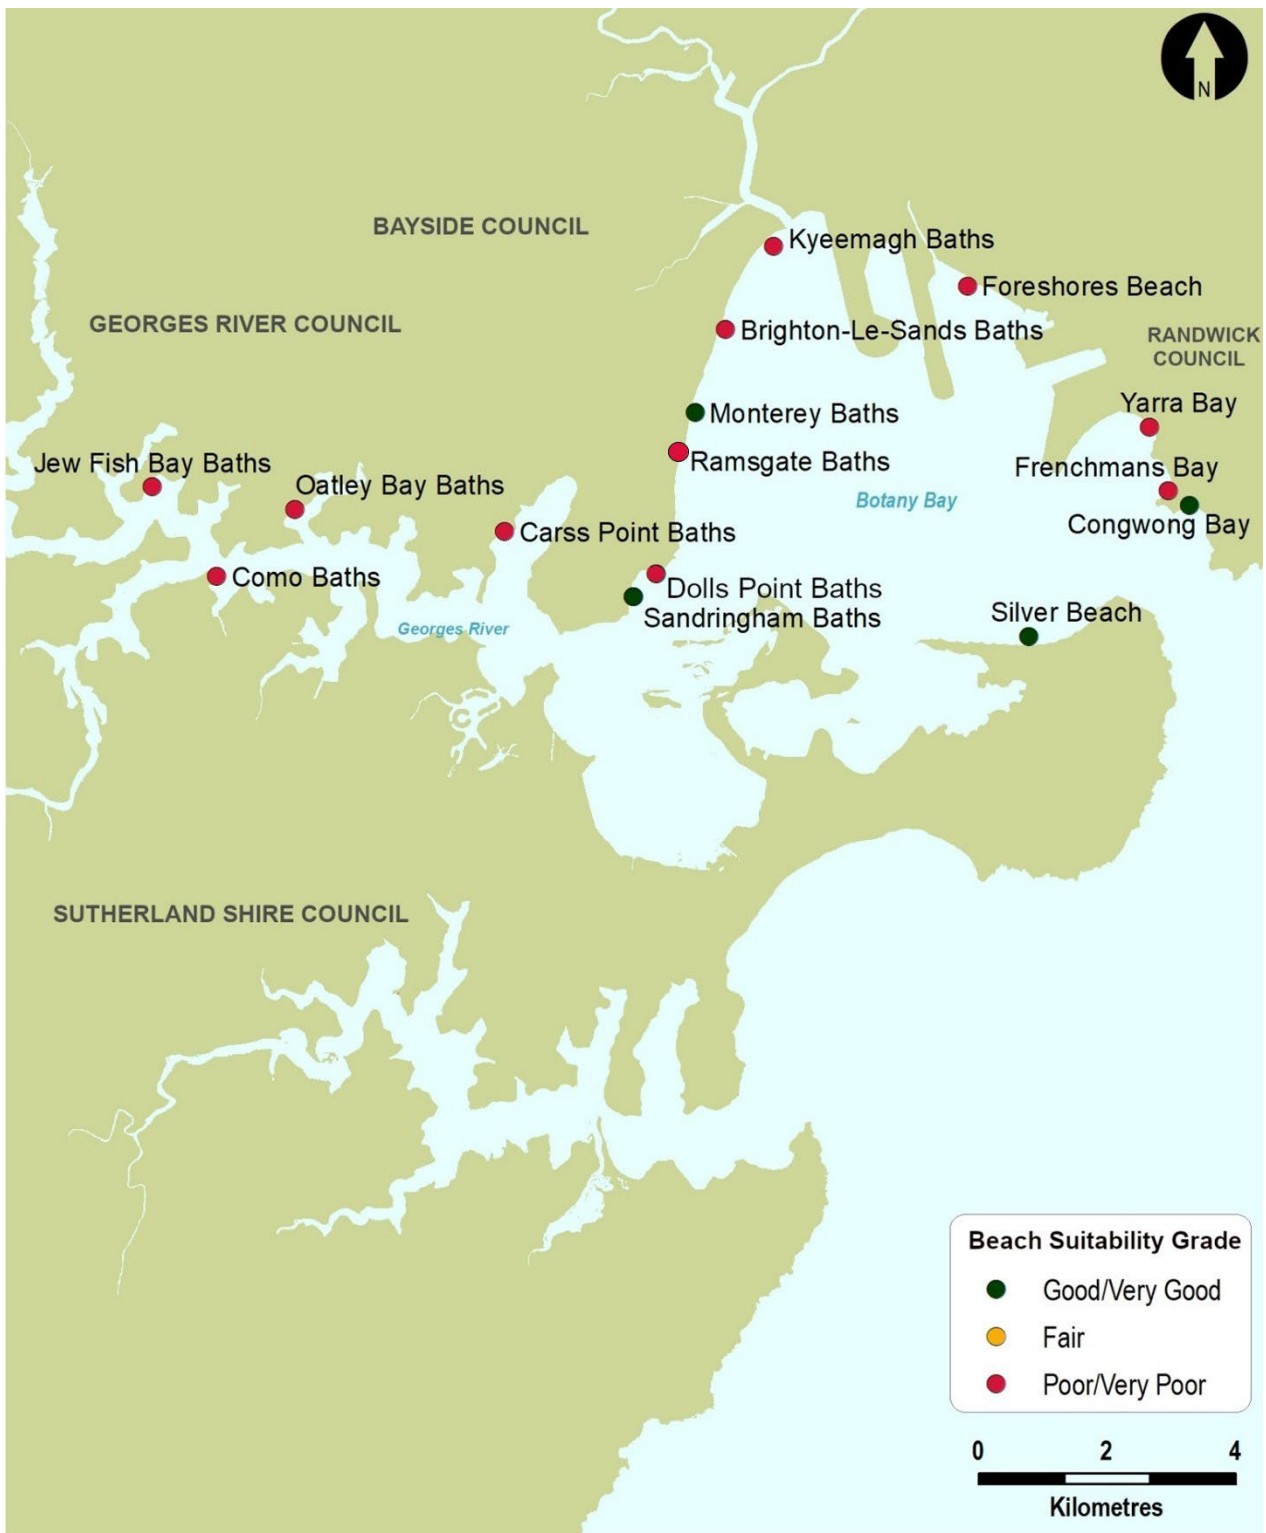 N
BAYSIDE COUNCIL
Kyeemagh Baths
Foreshores Beach
GEORGES RIVER COUNCIL
Brighton-Le-Sands Baths
RANDWICK
COUNCIL
Yarra Bay
Monterey Baths
Jew Fish Bay Baths
Ramsgate Baths
Frenchmans Bay
Oatley Bay Baths
Botany Bay
Congwong Bay
Carss Point Baths
Como Baths
Dolls Point Baths
Silver Beach
Sandringham Baths
Georges River
SUTHERLAND SHIRE COUNCIL
Beach Suitability Grade
Good/Very Good
Fair
Poor/Very Poor
0 2 4
Kilometres